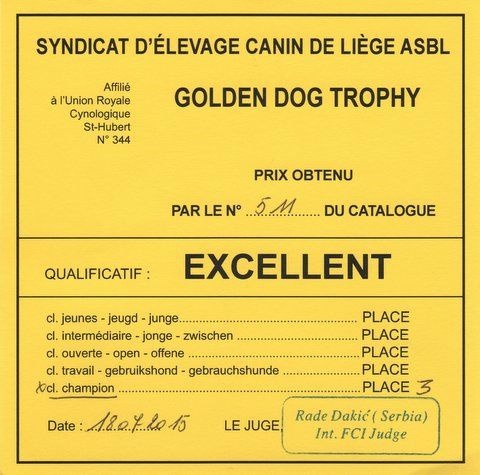 SYNDICAT D'ÉLEVAGE CANIN DE LIÈGE ASBL
Affilié
à l'Union Royale
Cynologique
St-Hubert
N° 344
GOLDEN DOG TROPHY
PRIX OBTENU
PAR LE N° 511 DU CATALOGUE
QUALIFICATIF : EXCELLENT
cl. jeunes - jeugd - junge PLACE
cl. intermédiaire - jonge - zwischen PLACE
cl. ouverte - open - offene PLACE
cl. travail - gebruikshond - gebrauchshunde PLACE
x cl. champion PLACE 3
Date : 18.07.2015 LE JUGE,
Rade Dakić ( Serbia)
Int. FCI Judge